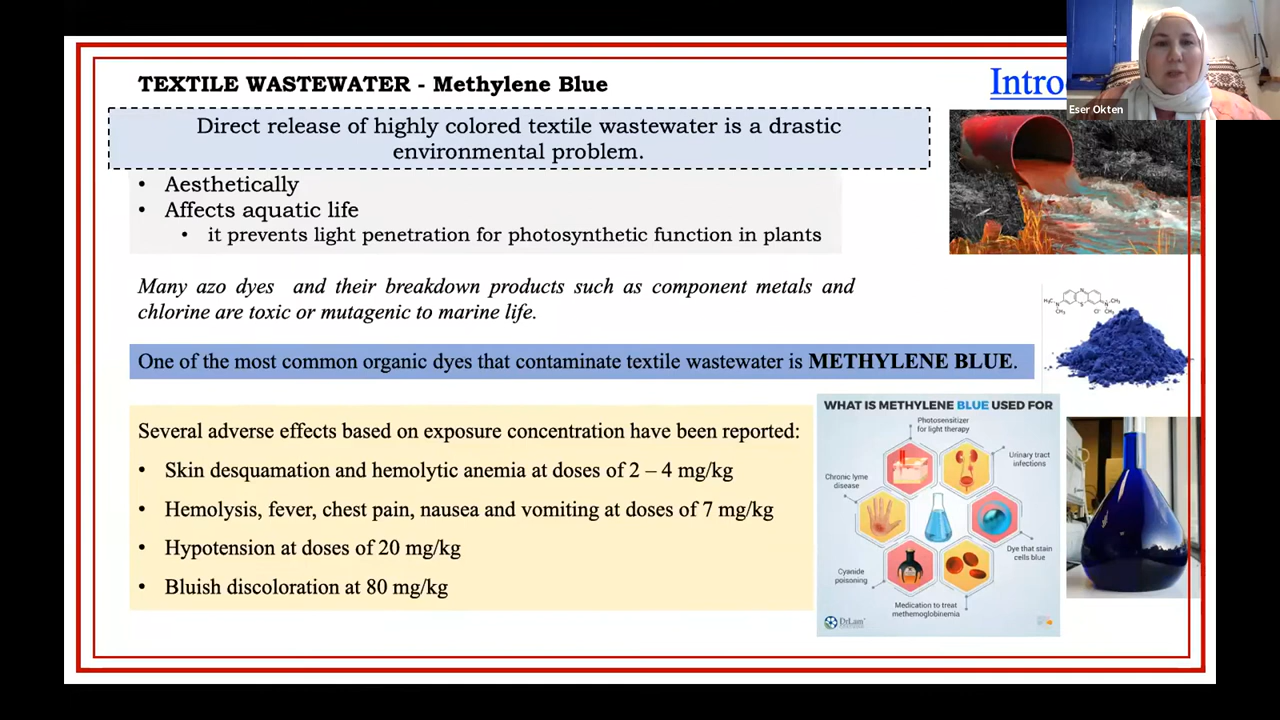 TEXTILE WASTEWATER - Methylene Blue
Intro
Eser Okten
Direct release of highly colored textile wastewater is a drastic
environmental problem.
• Aesthetically
• Affects aquatic life
• it prevents light penetration for photosynthetic function in plants
Many azo dyes and their breakdown products such as component metals and
chlorine are toxic or mutagenic to marine life.
One of the most common organic dyes that contaminate textile wastewater is METHYLENE BLUE.
Several adverse effects based on exposure concentration have been reported:
• Skin desquamation and hemolytic anemia at doses of 2 – 4 mg/kg
• Hemolysis, fever, chest pain, nausea and vomiting at doses of 7 mg/kg
• Hypotension at doses of 20 mg/kg
• Bluish discoloration at 80 mg/kg
WHAT IS METHYLENE BLUE USED FOR
Photosensitizer
for light therapy
Urinary tract
infections
Chronic lyme
disease
Dye that stain
cells blue
Cyanide
poisoning
Medication to treat
methemoglobinemia
DrLam
N
H₃C
CH₃
N
S
N
CH₃
CH₃
Cl⁻